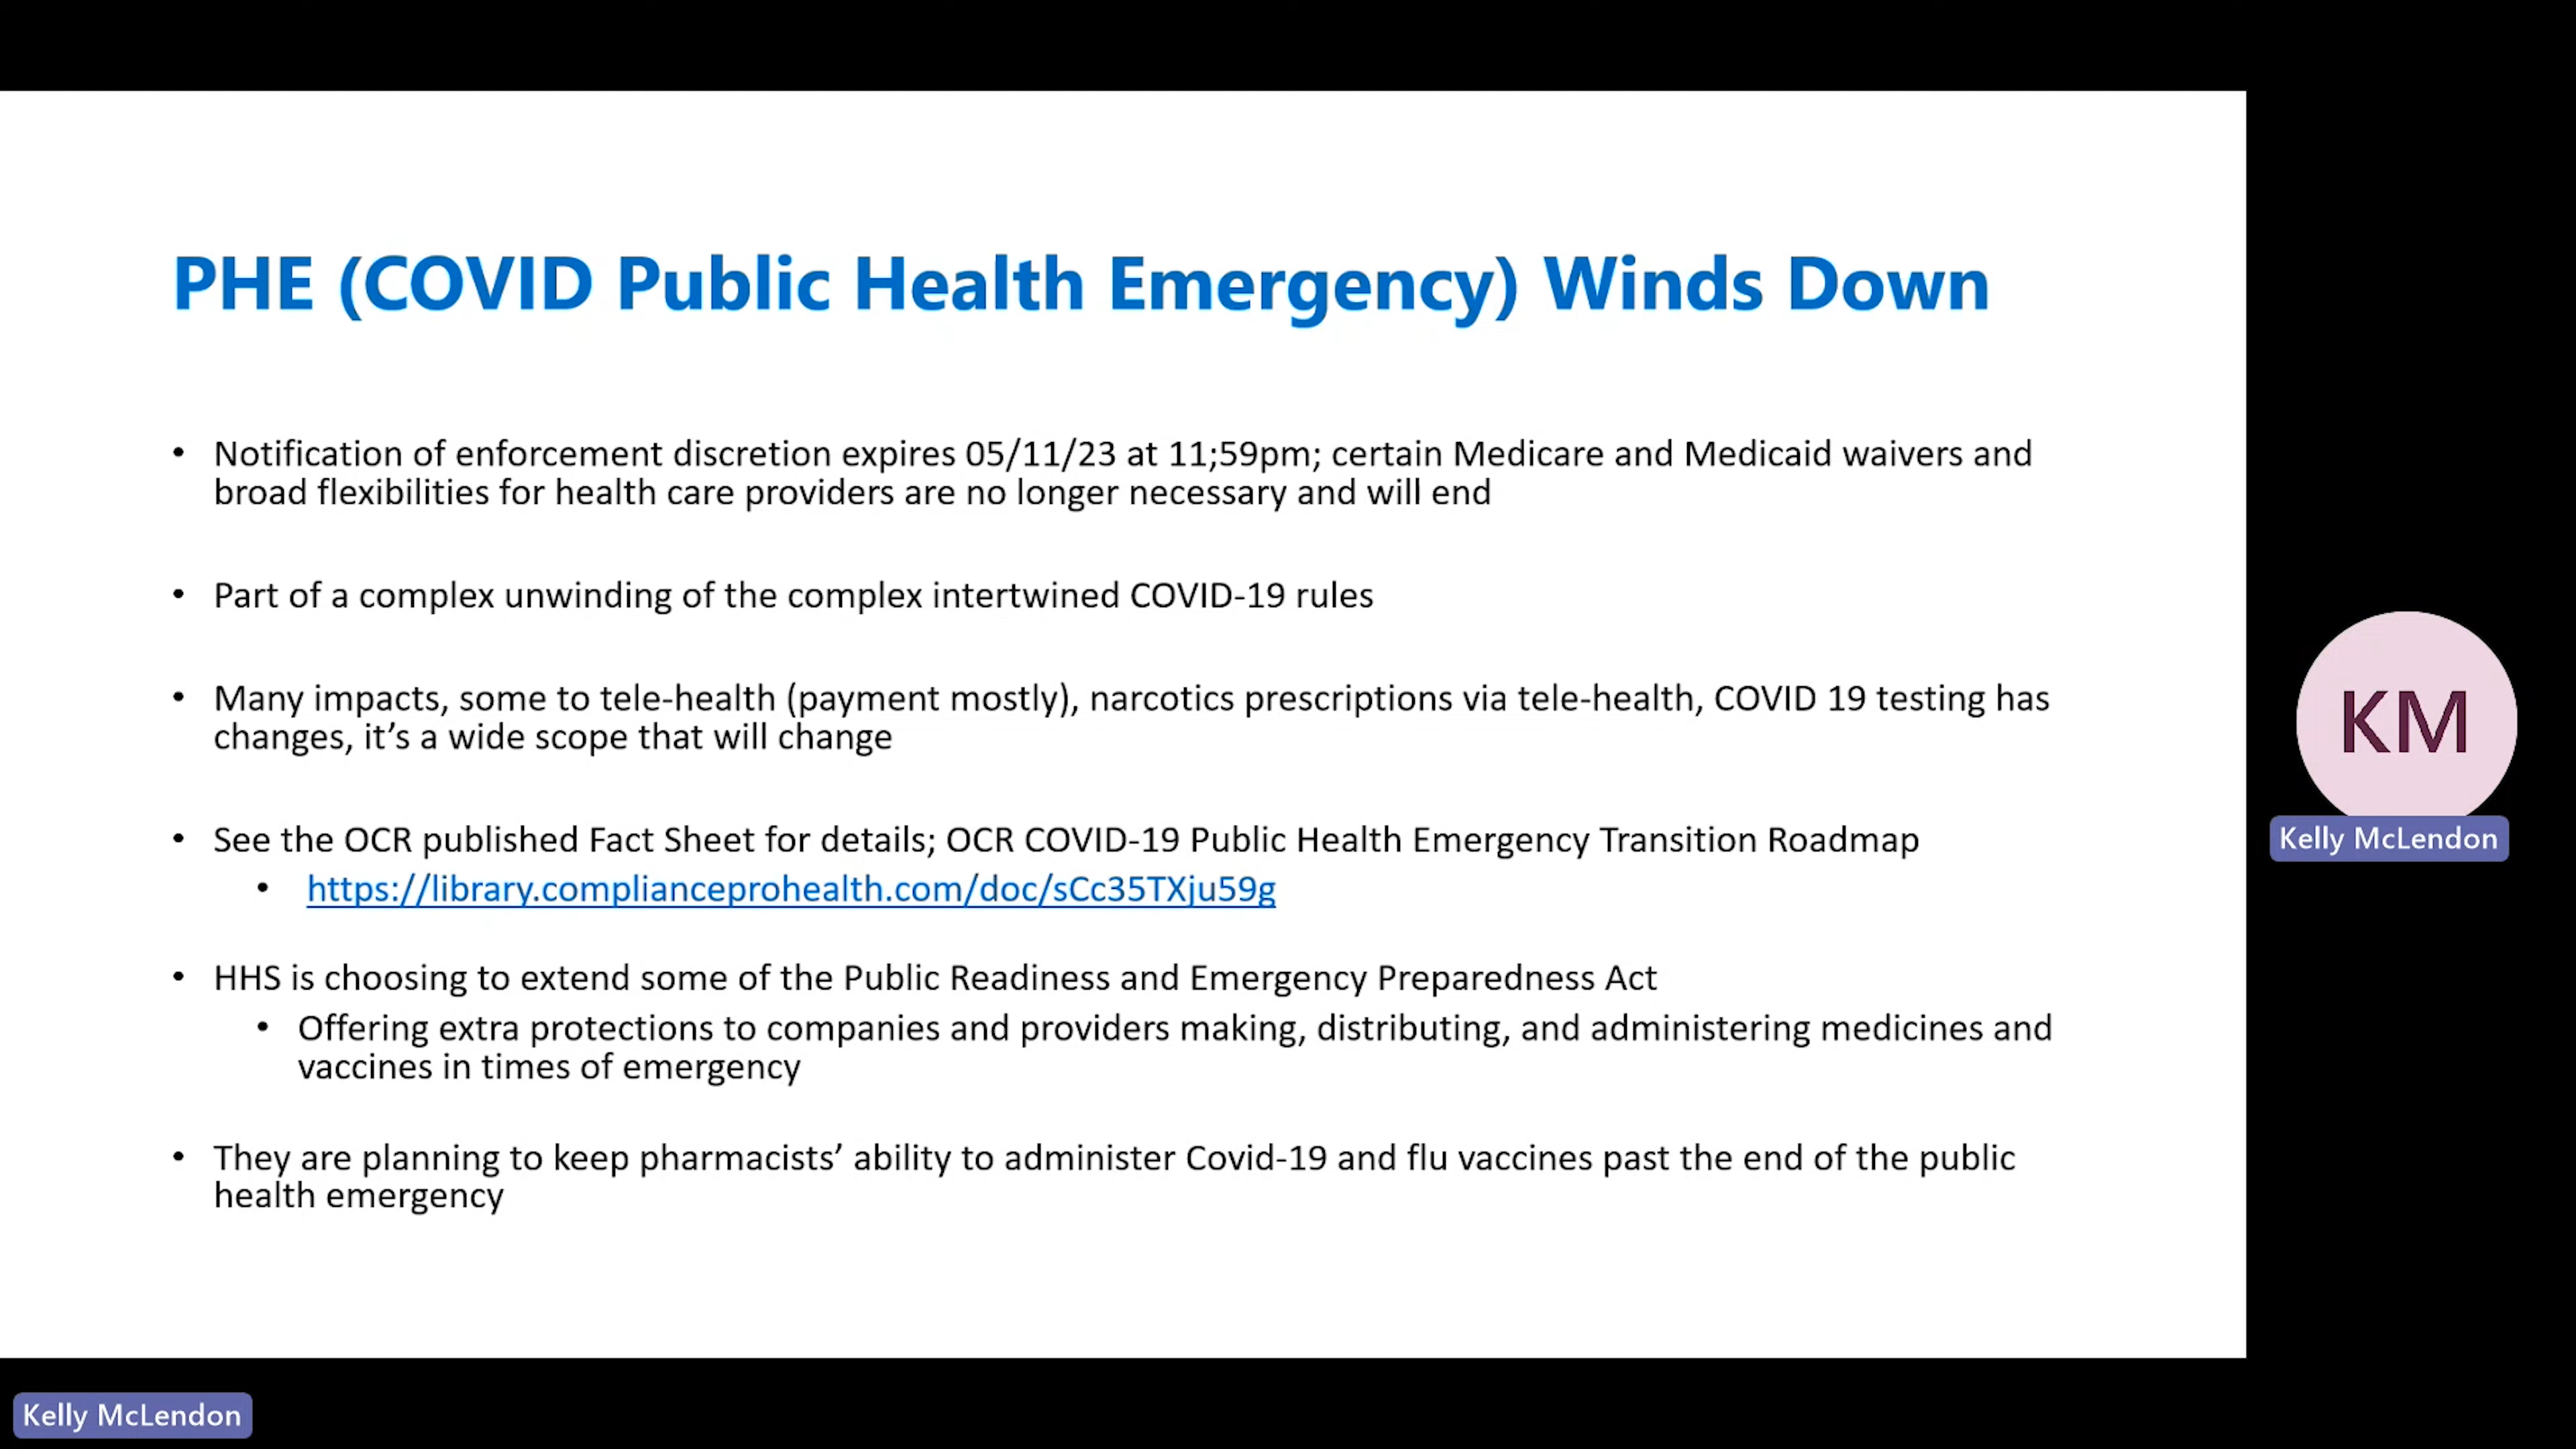 PHE (COVID Public Health Emergency) Winds Down
• Notification of enforcement discretion expires 05/11/23 at 11;59pm; certain Medicare and Medicaid waivers and
broad flexibilities for health care providers are no longer necessary and will end
• Part of a complex unwinding of the complex intertwined COVID-19 rules
• Many impacts, some to tele-health (payment mostly), narcotics prescriptions via tele-health, COVID 19 testing has
changes, it’s a wide scope that will change
• See the OCR published Fact Sheet for details; OCR COVID-19 Public Health Emergency Transition Roadmap
• https://library.complianceprohealth.com/doc/sCc35TXju59g
• HHS is choosing to extend some of the Public Readiness and Emergency Preparedness Act
• Offering extra protections to companies and providers making, distributing, and administering medicines and
vaccines in times of emergency
• They are planning to keep pharmacists’ ability to administer Covid-19 and flu vaccines past the end of the public
health emergency
KM
Kelly McLendon
Kelly McLendon